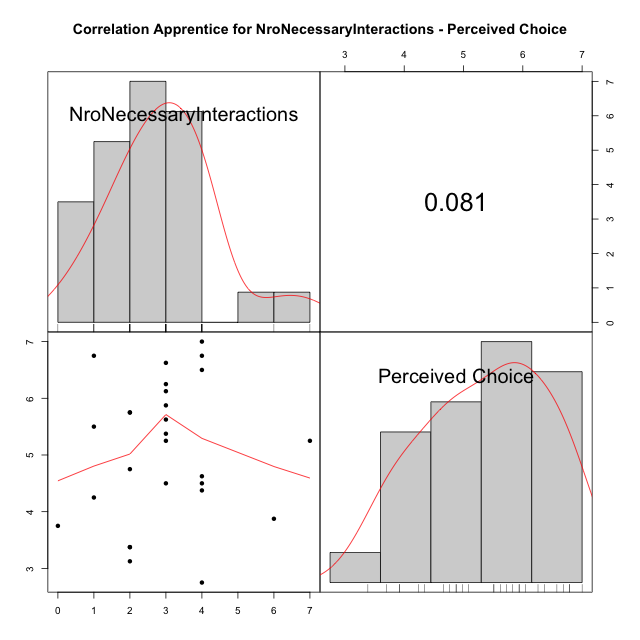 Correlation Apprentice for NroNecessaryInteractions - Perceived Choice
3 4 5 6 7
NroNecessaryInteractions
0.081
7
6
5
4
3
2
1
0
Perceived Choice
7
6
5
4
3
0 1 2 3 4 5 6 7